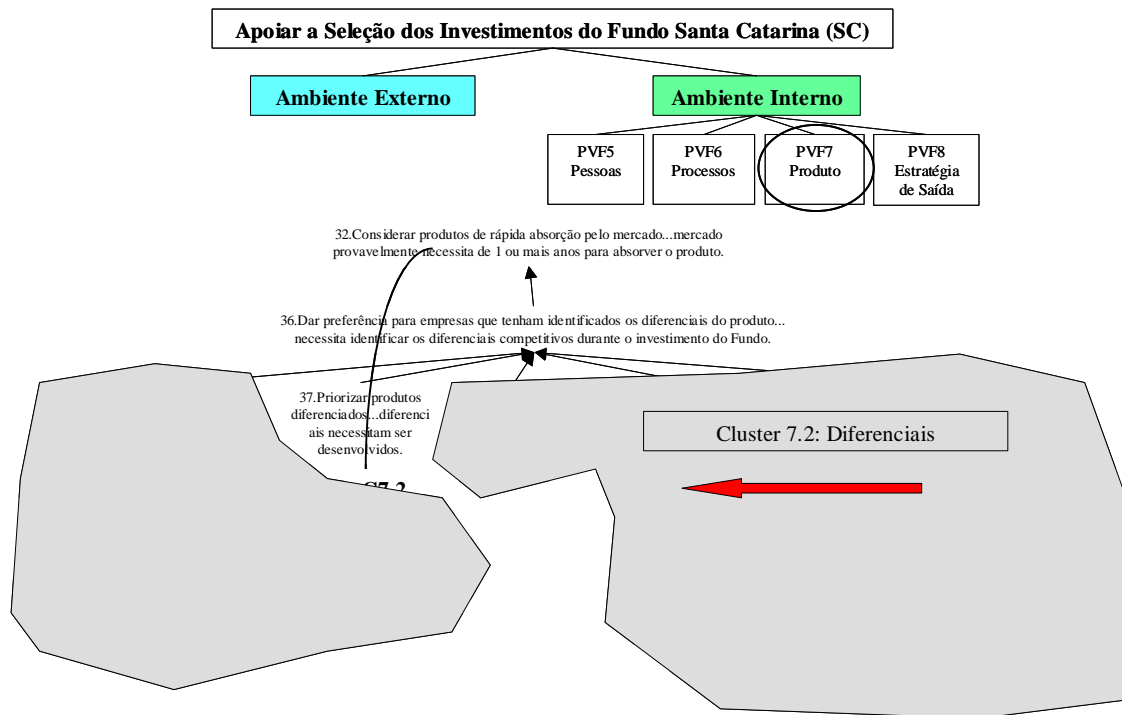 Apoiar a Seleção dos Investimentos do Fundo Santa Catarina (SC)
Ambiente Externo
Ambiente Interno
PVF5
Pessoas
PVF6
Processos
PVF7
Produto
PVF8
Estratégia
de Saída
32.Considerar produtos de rápida absorção pelo mercado...mercado
provavelmente necessita de 1 ou mais anos para absorver o produto.
36.Dar preferência para empresas que tenham identificados os diferenciais do produto...
necessita identificar os diferenciais competitivos durante o investimento do Fundo.
37.Priorizar produtos
diferenciados...diferenci
ais necessitam ser
desenvolvidos.
Cluster 7.2: Diferenciais